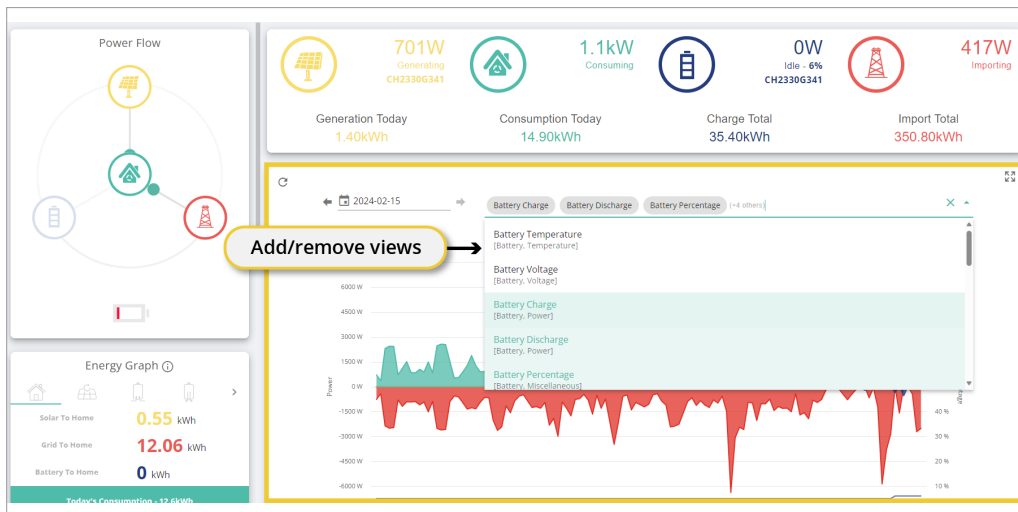 Power Flow
701W
Generating
CH2330G341
Generation Today
1.40kWh
1.1kW
Consuming
Consumption Today
14.90kWh
0W
Idle - 6%
CH2330G341
Charge Total
35.40kWh
417W
Importing
Import Total
350.80kWh
2024-02-15
Battery Charge Battery Discharge Battery Percentage (+4 others)
Add/remove views
Battery Temperature
[Battery, Temperature]
Battery Voltage
[Battery, Voltage]
Battery Charge
[Battery, Power]
Battery Discharge
[Battery, Power]
Battery Percentage
[Battery, Miscellaneous]
6000 W
4500 W
3000 W
1500 W
0 W
-1500 W
-3000 W
-4500 W
-6000 W
Power
40 %
30 %
20 %
10 %
Energy Graph
Solar To Home 0.55 kWh
Grid To Home 12.06 kWh
Battery To Home 0 kWh
Today's Consumption - 12.6kWh